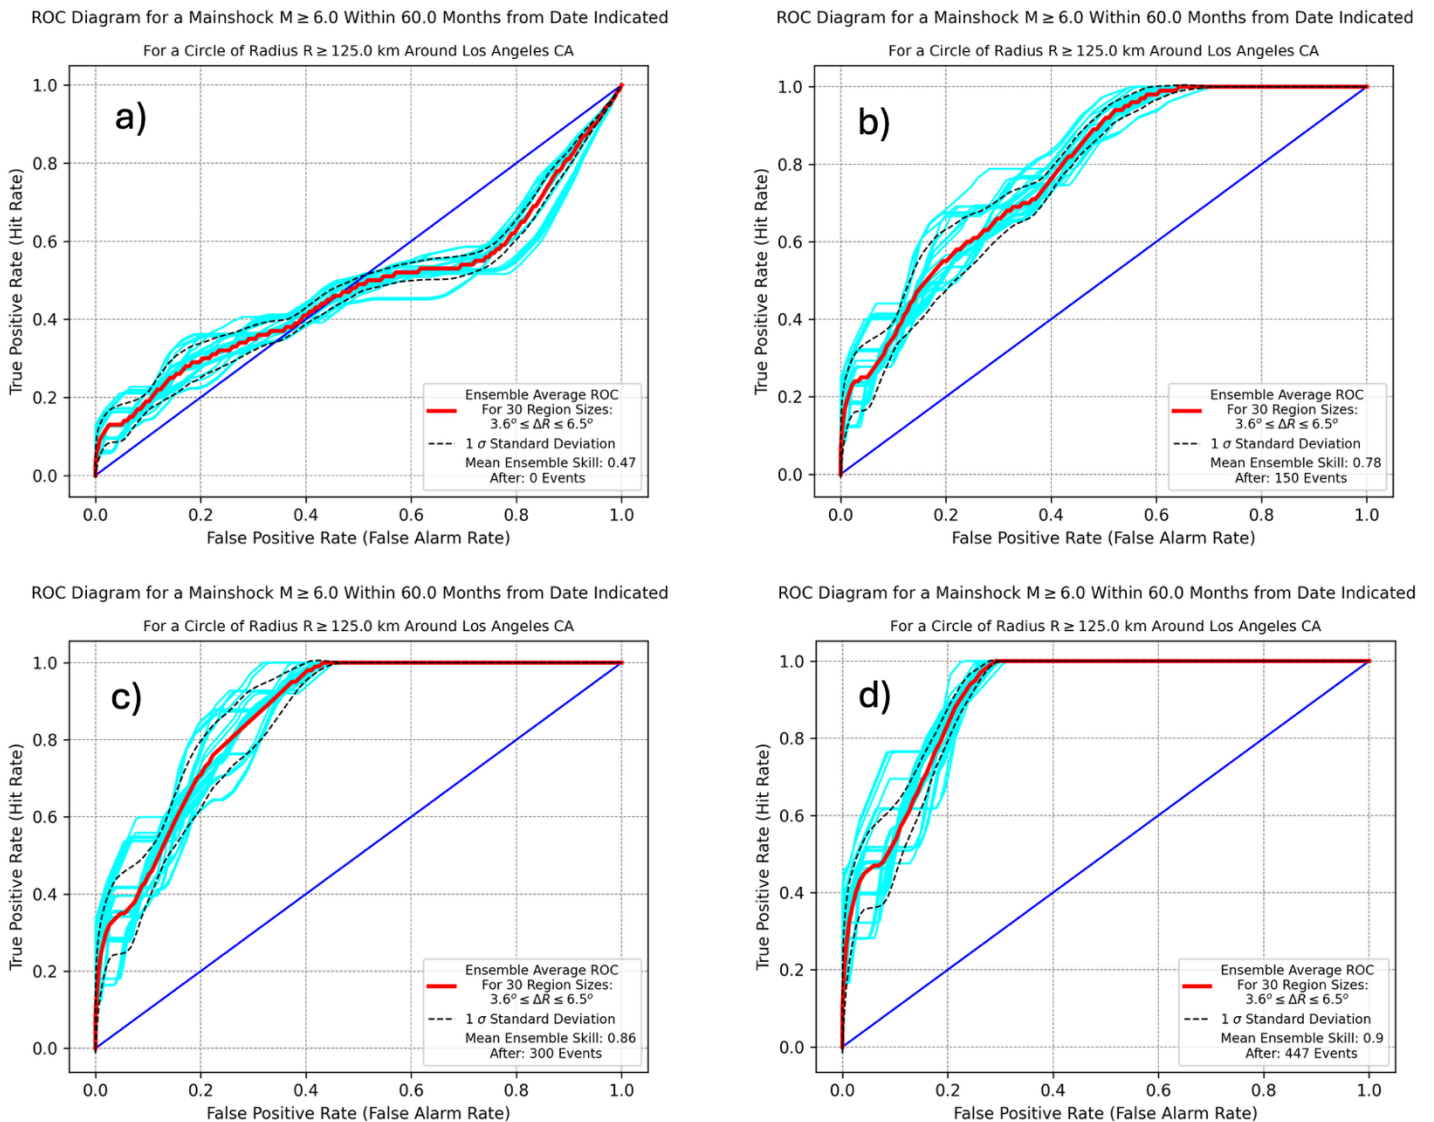 ROC Diagram for a Mainshock M ≥ 6.0 Within 60.0 Months from Date Indicated
For a Circle of Radius R ≥ 125.0 km Around Los Angeles CA
a)
True Positive Rate (Hit Rate)
1.0
0.8
0.6
0.4
0.2
0.0
Ensemble Average ROC
For 30 Region Sizes:
3.6° ≤ ΔR ≤ 6.5°
1 σ Standard Deviation
Mean Ensemble Skill: 0.47
After: 0 Events
0.0 0.2 0.4 0.6 0.8 1.0
False Positive Rate (False Alarm Rate)
ROC Diagram for a Mainshock M ≥ 6.0 Within 60.0 Months from Date Indicated
For a Circle of Radius R ≥ 125.0 km Around Los Angeles CA
b)
True Positive Rate (Hit Rate)
1.0
0.8
0.6
0.4
0.2
0.0
Ensemble Average ROC
For 30 Region Sizes:
3.6° ≤ ΔR ≤ 6.5°
1 σ Standard Deviation
Mean Ensemble Skill: 0.78
After: 150 Events
0.0 0.2 0.4 0.6 0.8 1.0
False Positive Rate (False Alarm Rate)
ROC Diagram for a Mainshock M ≥ 6.0 Within 60.0 Months from Date Indicated
For a Circle of Radius R ≥ 125.0 km Around Los Angeles CA
c)
True Positive Rate (Hit Rate)
1.0
0.8
0.6
0.4
0.2
0.0
Ensemble Average ROC
For 30 Region Sizes:
3.6° ≤ ΔR ≤ 6.5°
1 σ Standard Deviation
Mean Ensemble Skill: 0.86
After: 300 Events
0.0 0.2 0.4 0.6 0.8 1.0
False Positive Rate (False Alarm Rate)
ROC Diagram for a Mainshock M ≥ 6.0 Within 60.0 Months from Date Indicated
For a Circle of Radius R ≥ 125.0 km Around Los Angeles CA
d)
True Positive Rate (Hit Rate)
1.0
0.8
0.6
0.4
0.2
0.0
Ensemble Average ROC
For 30 Region Sizes:
3.6° ≤ ΔR ≤ 6.5°
1 σ Standard Deviation
Mean Ensemble Skill: 0.9
After: 447 Events
0.0 0.2 0.4 0.6 0.8 1.0
False Positive Rate (False Alarm Rate)